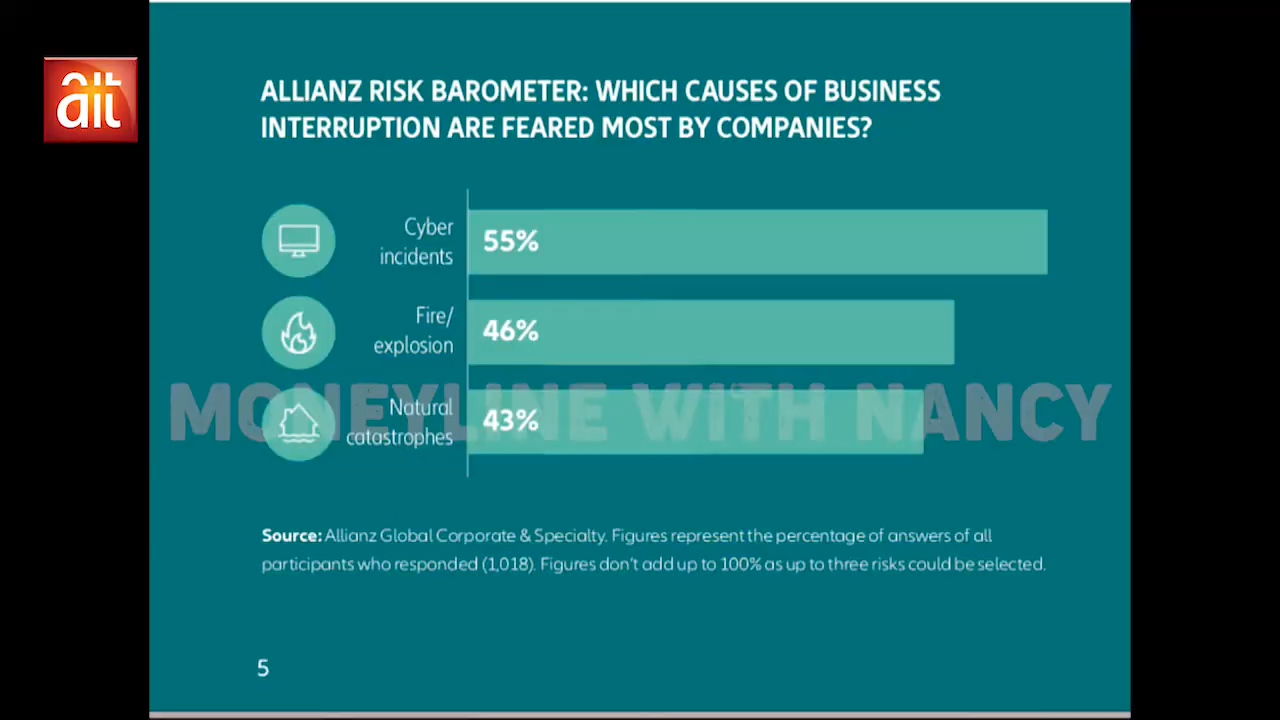 ait
ALLIANZ RISK BAROMETER: WHICH CAUSES OF BUSINESS
INTERRUPTION ARE FEARED MOST BY COMPANIES?
Cyber
incidents
55%
Fire/
explosion
46%
Natural
catastrophes
43%
MONEYLINE WITH NANCY
Source: Allianz Global Corporate & Specialty. Figures represent the percentage of answers of all
participants who responded (1,018). Figures don't add up to 100% as up to three risks could be selected.
5